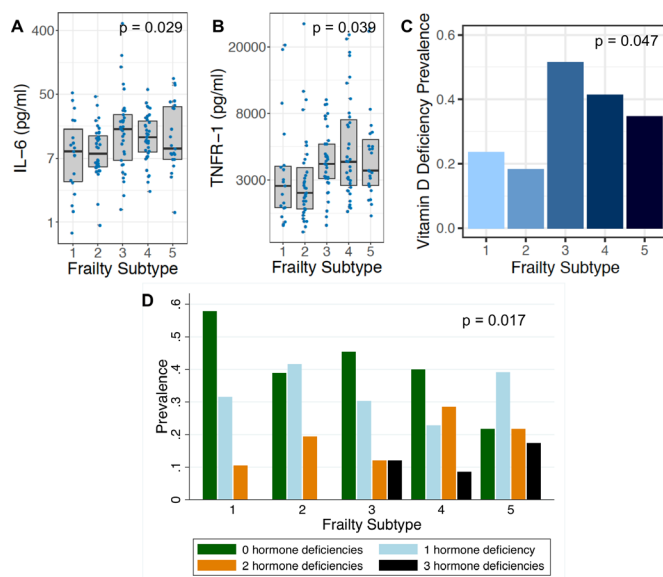 A
p = 0.029
IL−6 (pg/ml)
400
50
7
1
1 2 3 4 5
Frailty Subtype
B
p = 0.039
TNFR−1 (pg/ml)
20000
8000
3000
1 2 3 4 5
Frailty Subtype
C
p = 0.047
Vitamin D Deficiency Prevalence
0.6
0.4
0.2
0.0
1 2 3 4 5
Frailty Subtype
D
p = 0.017
Prevalence
.6
.5
.4
.3
.2
.1
0
1 2 3 4 5
Frailty Subtype
0 hormone deficiencies
1 hormone deficiency
2 hormone deficiencies
3 hormone deficiencies